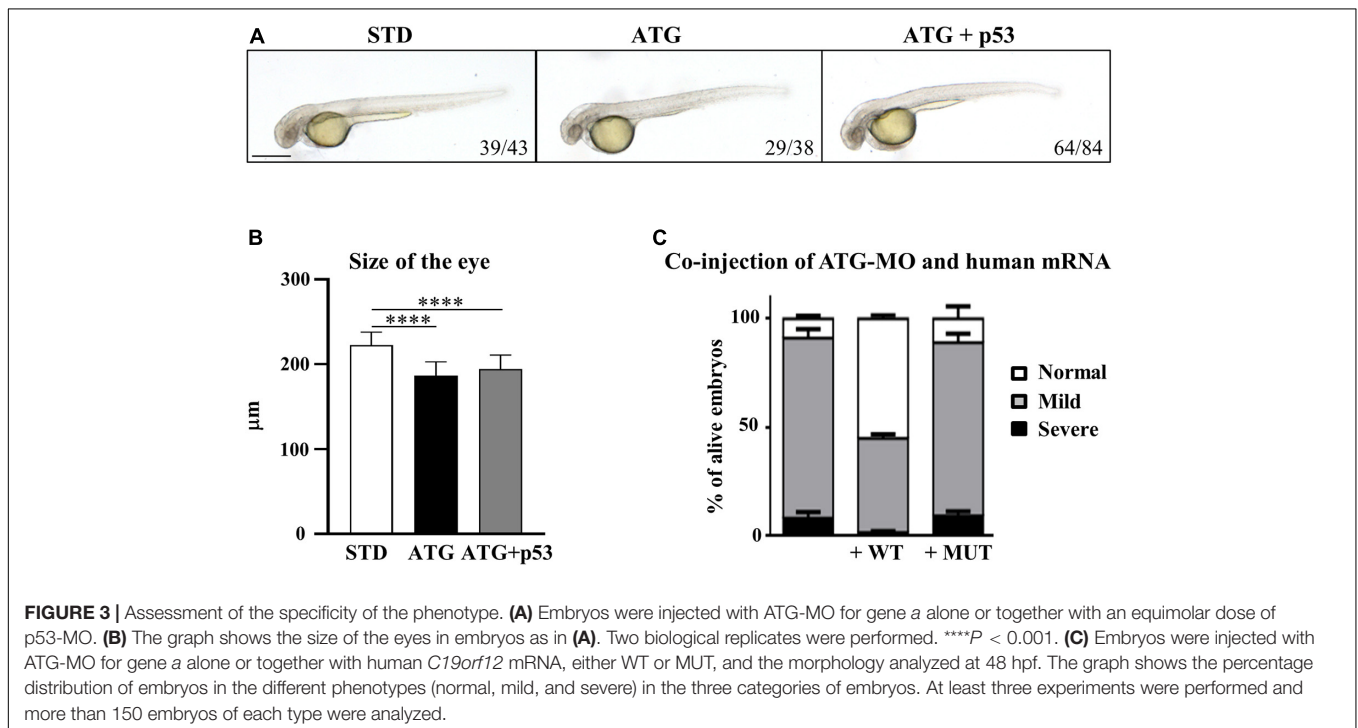 A
STD
ATG
ATG + p53
39/43
29/38
64/84
B
Size of the eye
300
200
100
0
µm
****
****
STD ATG ATG+p53
C
Co-injection of ATG-MO and human mRNA
100
50
0
% of alive embryos
+ WT + MUT
Normal
Mild
Severe
FIGURE 3 | Assessment of the specificity of the phenotype. (A) Embryos were injected with ATG-MO for gene a alone or together with an equimolar dose of
p53-MO. (B) The graph shows the size of the eyes in embryos as in (A). Two biological replicates were performed. ****P < 0.001. (C) Embryos were injected with
ATG-MO for gene a alone or together with human C19orf12 mRNA, either WT or MUT, and the morphology analyzed at 48 hpf. The graph shows the percentage
distribution of embryos in the different phenotypes (normal, mild, and severe) in the three categories of embryos. At least three experiments were performed and
more than 150 embryos of each type were analyzed.